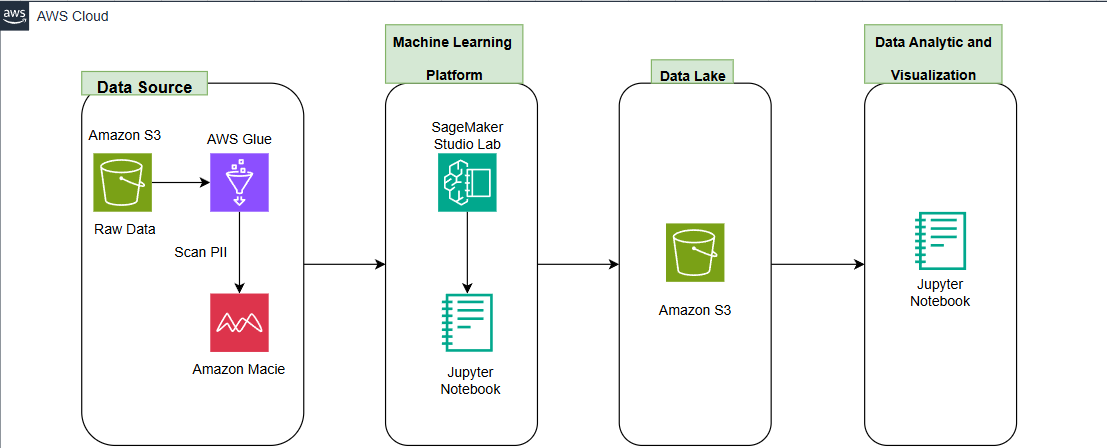 aws
AWS Cloud
Data Source
Amazon S3
AWS Glue
Raw Data
Scan PII
Amazon Macie
Machine Learning
Platform
SageMaker
Studio Lab
Jupyter
Notebook
Data Lake
Amazon S3
Data Analytic and
Visualization
Jupyter
Notebook